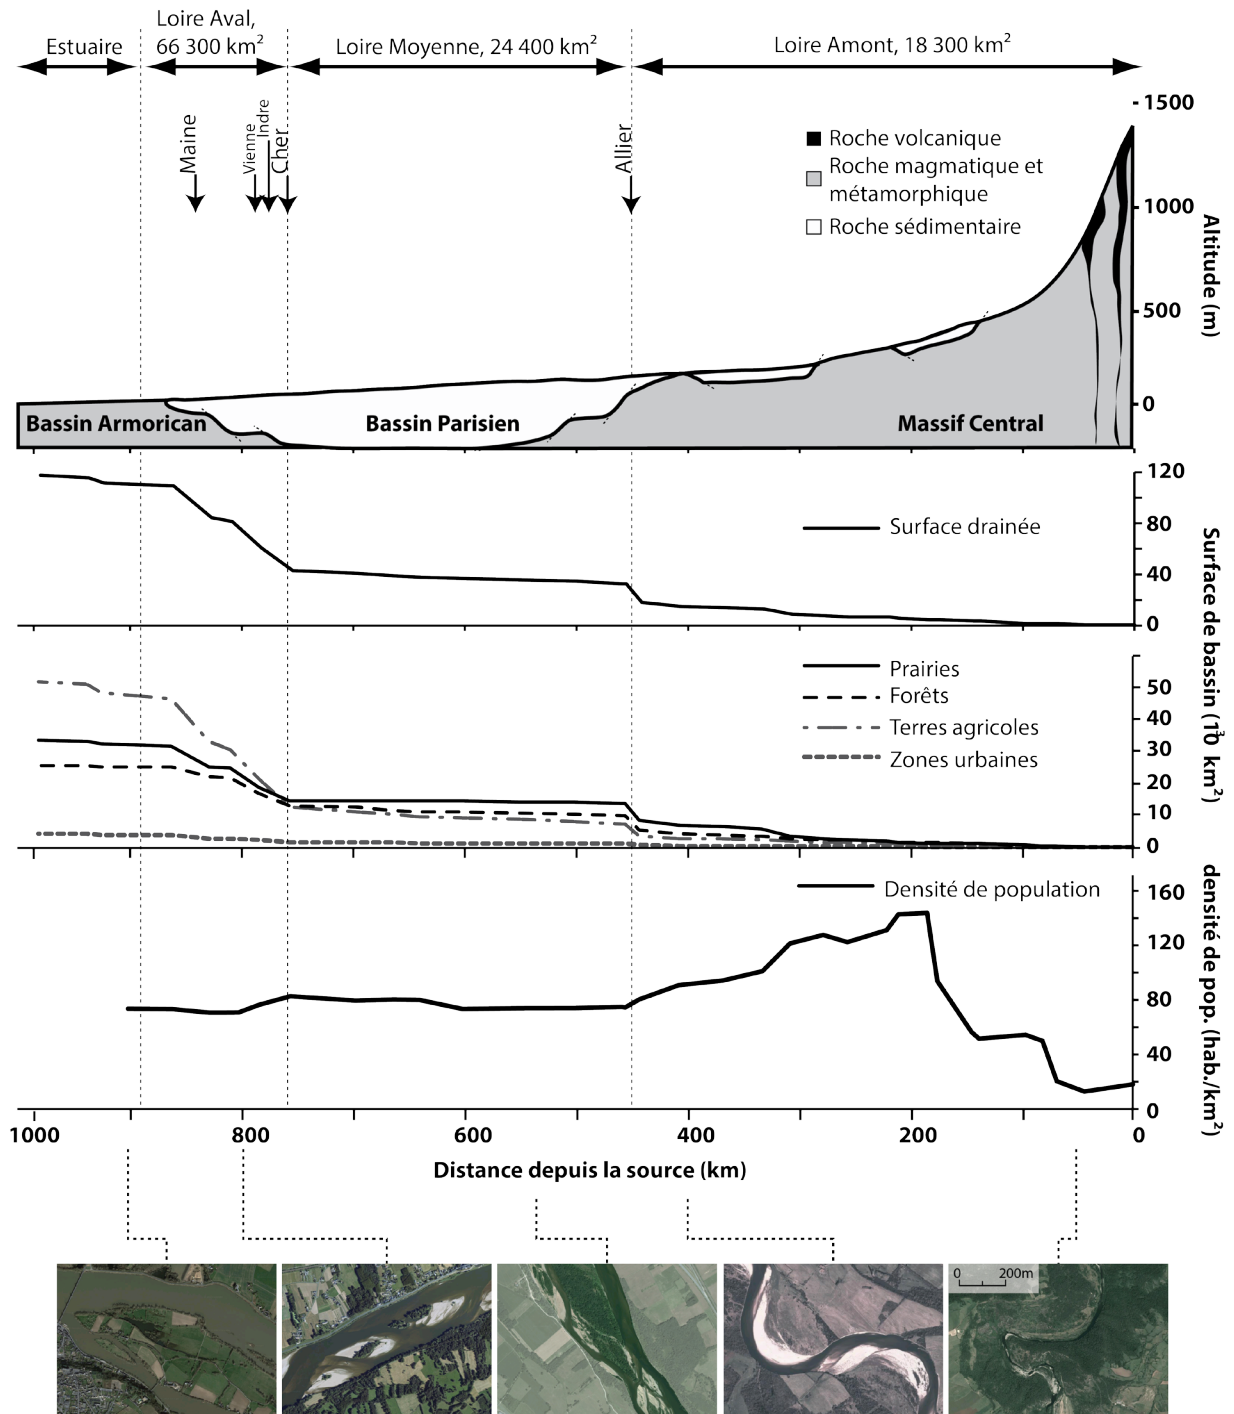 Loire Aval,
66 300 km²
Estuaire
Loire Moyenne, 24 400 km²
Loire Amont, 18 300 km²
Maine
Vienne
Indre
Cher
Allier
Roche volcanique
Roche magmatique et
métamorphique
Roche sédimentaire
1500
1000
500
0
Altitude (m)
Bassin Armorican
Bassin Parisien
Massif Central
Surface drainée
120
80
40
0
Surface de bassin (10³ km²)
Prairies
Forêts
Terres agricoles
Zones urbaines
50
40
30
20
10
0
Densité de population
160
120
80
40
0
densité de pop. (hab./km²)
1000
800
600
400
200
0
Distance depuis la source (km)
0 200m